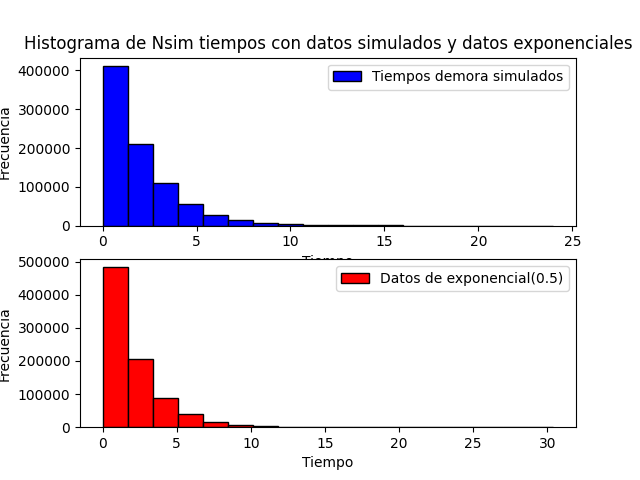 Histograma de Nsim tiempos con datos simulados y datos exponenciales
Frecuencia
400000
300000
200000
100000
0
Tiempos demora simulados
0 5 10 15 20 25
Tiempo
Frecuencia
500000
400000
300000
200000
100000
0
Datos de exponencial(0.5)
0 5 10 15 20 25 30
Tiempo